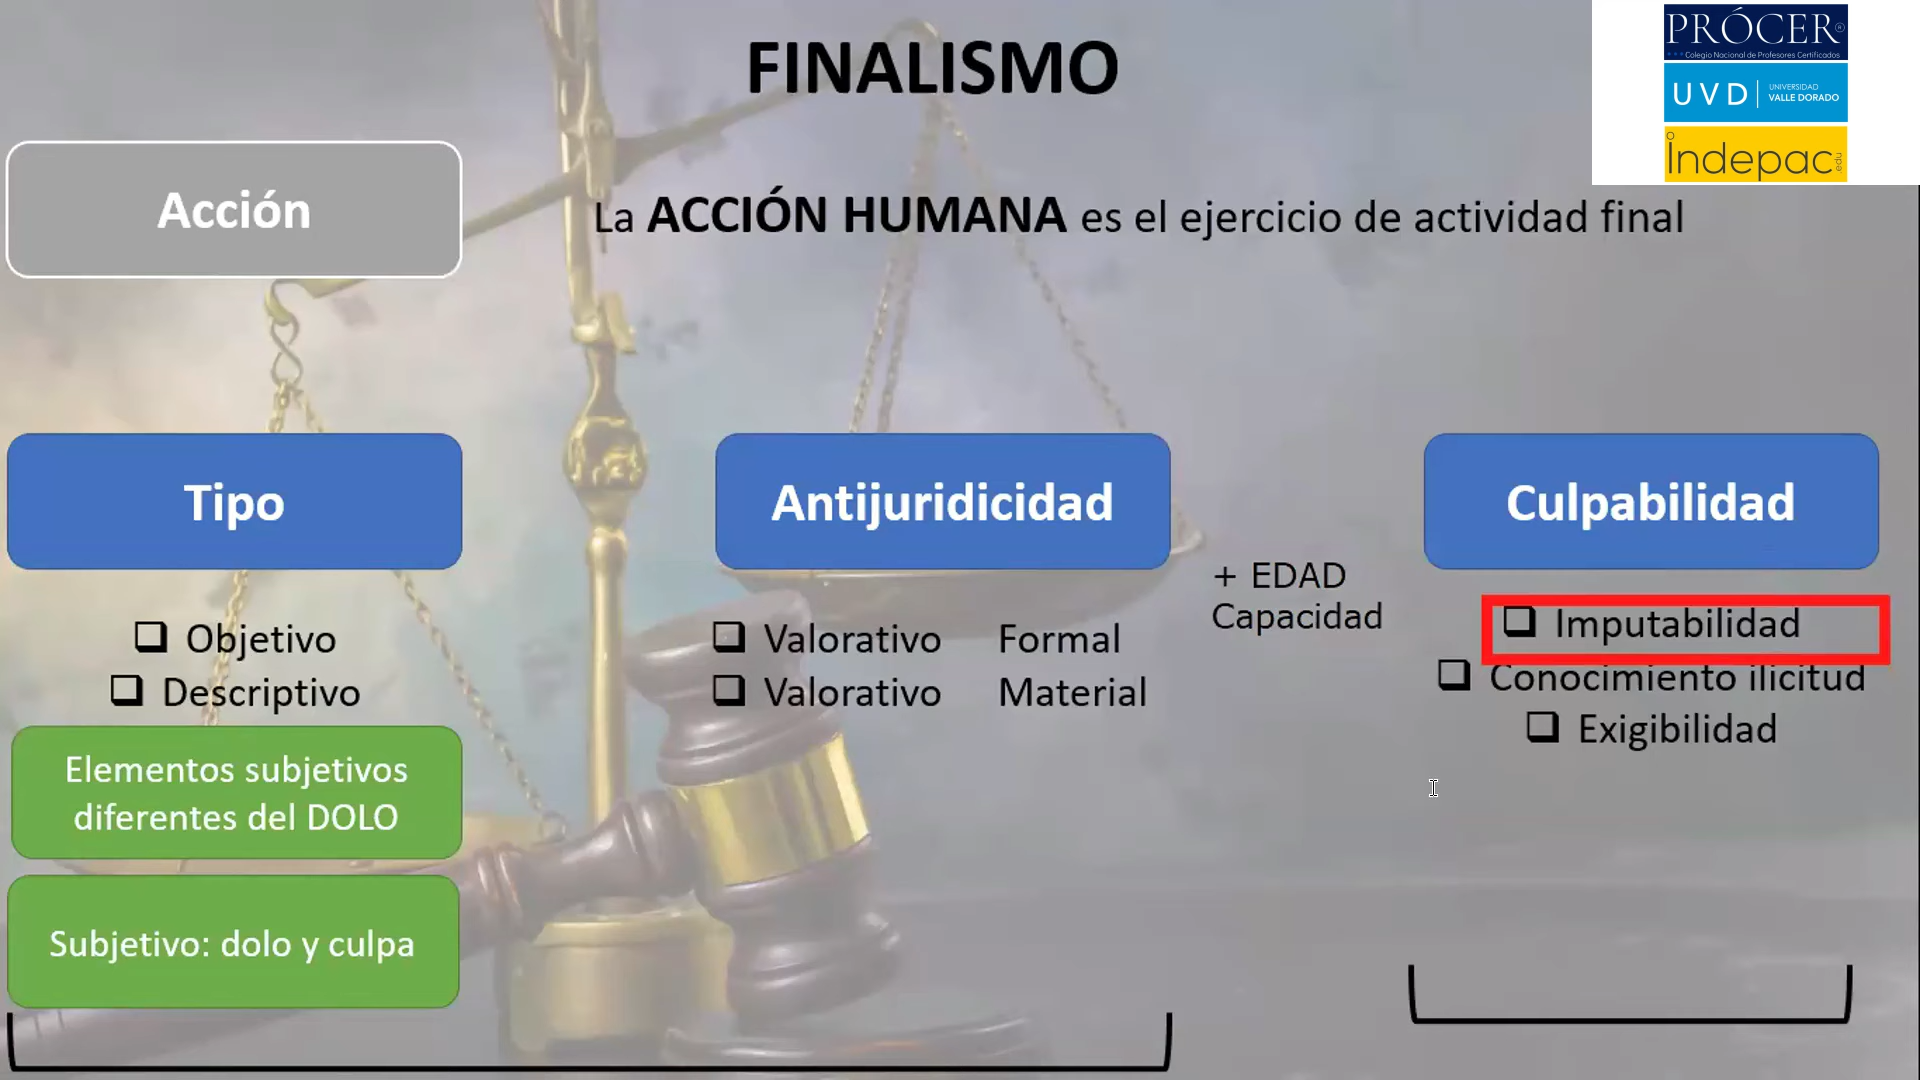 FINALISMO
PRÓCER®
Colegio Nacional de Profesores Certificados
UVD
UNIVERSIDAD
VALLE DORADO
Indepac.edu
Acción
La ACCIÓN HUMANA es el ejercicio de actividad final
Tipo
Objetivo
Descriptivo
Elementos subjetivos
diferentes del DOLO
Subjetivo: dolo y culpa
Antijuridicidad
Valorativo Formal
Valorativo Material
+ EDAD
Capacidad
Culpabilidad
Imputabilidad
Conocimiento ilicitud
Exigibilidad